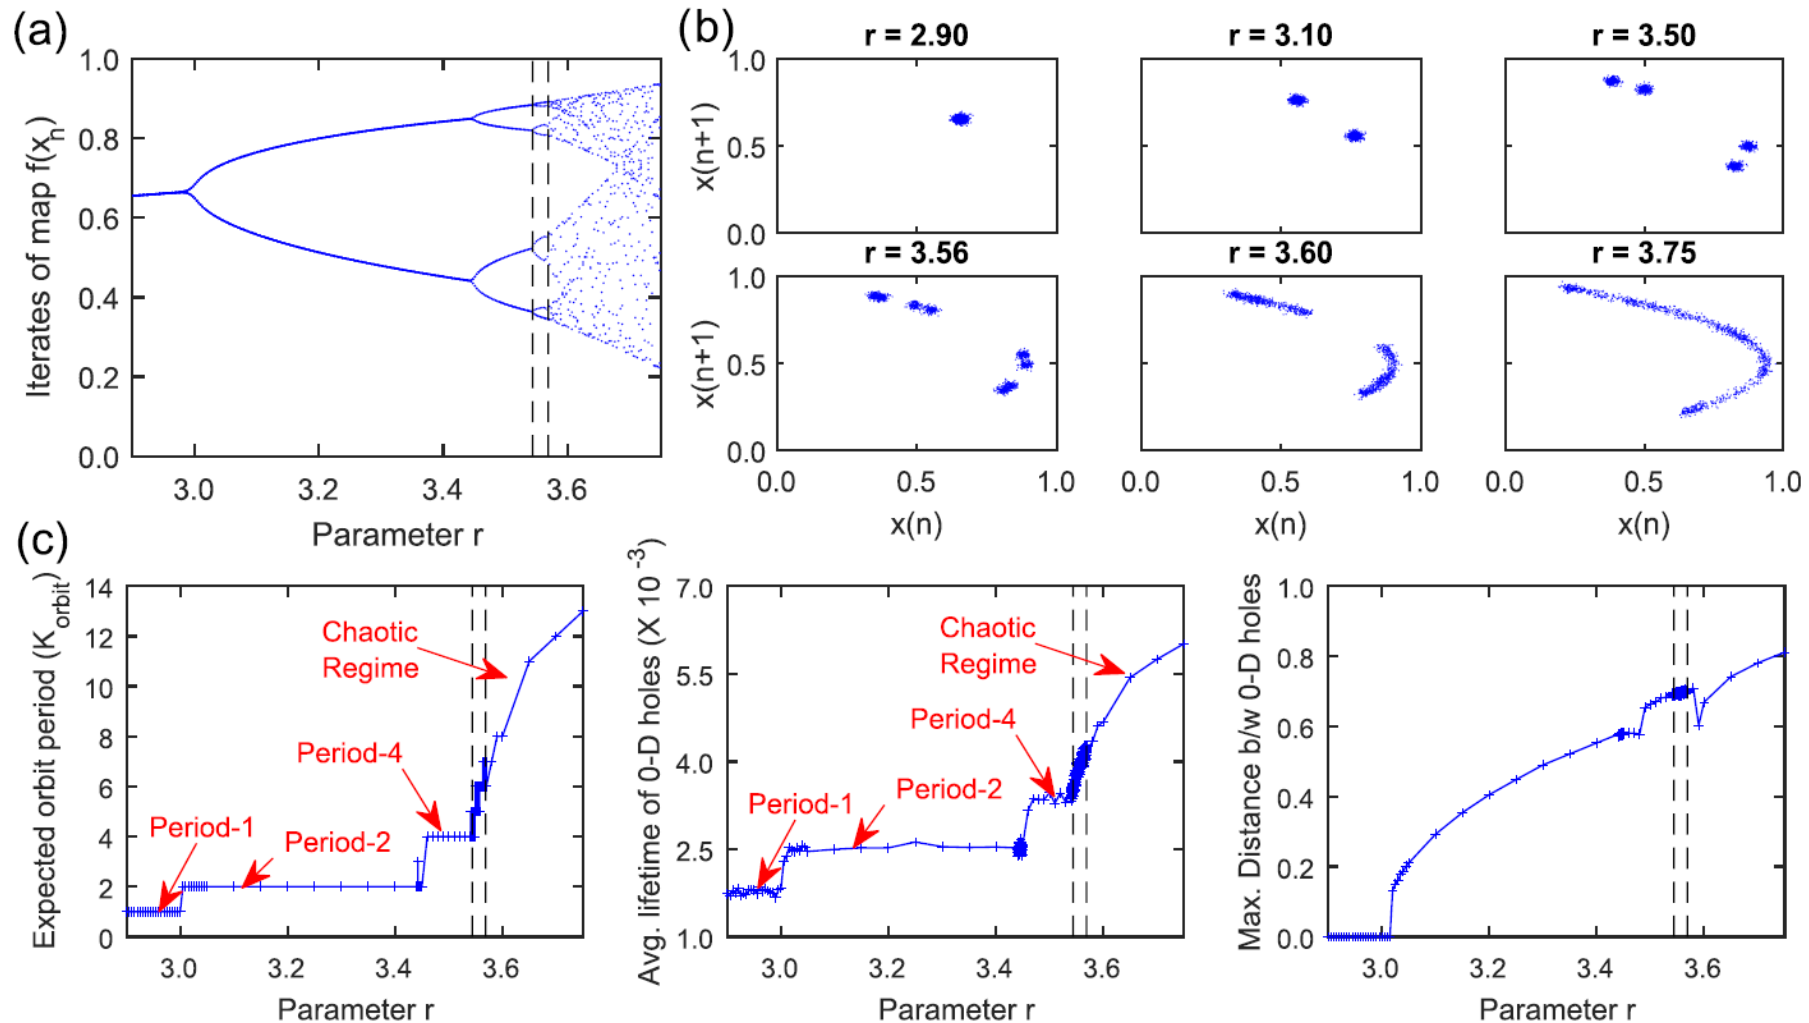 (a)
1.0
0.8
0.6
0.4
0.2
0.0
Iterates of map f(x_n)
3.0 3.2 3.4 3.6
Parameter r
(b)
r = 2.90 r = 3.10 r = 3.50
1.0
0.5
0.0
x(n+1)
r = 3.56 r = 3.60 r = 3.75
1.0
0.5
0.0
x(n+1)
0.0 0.5 1.0 0.0 0.5 1.0 0.0 0.5 1.0
x(n) x(n) x(n)
(c)
14
12
10
8
6
4
2
0
Expected orbit period (K_orbit)
Chaotic
Regime
Period-4
Period-1
Period-2
3.0 3.2 3.4 3.6
Parameter r
7.0
5.5
4.0
2.5
1.0
Avg. lifetime of 0-D holes (X 10^-3)
Chaotic
Regime
Period-4
Period-2
Period-1
3.0 3.2 3.4 3.6
Parameter r
1.0
0.8
0.6
0.4
0.2
0.0
Max. Distance b/w 0-D holes
3.0 3.2 3.4 3.6
Parameter r